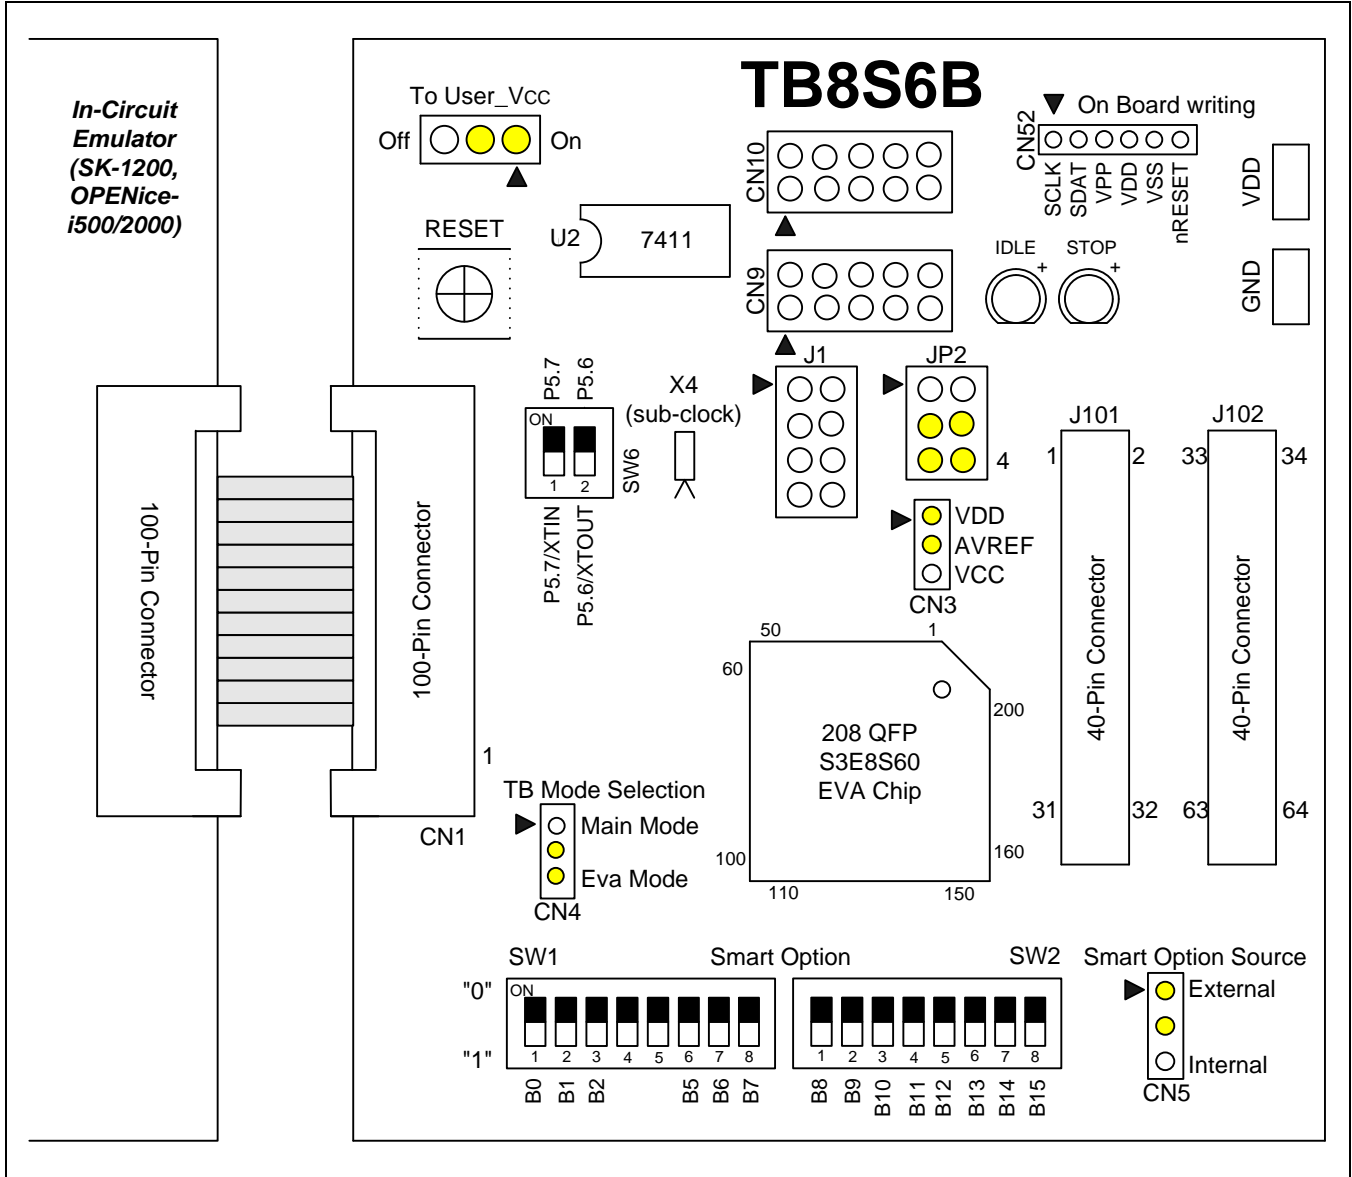 TB8S6B
In-Circuit
Emulator
(SK-1200,
OPENice-
i500/2000)
To User_Vcc
Off
On
RESET
U2
7411
CN10
CN9
CN52
On Board writing
SCLK
SDAT
VPP
VDD
VSS
nRESET
VDD
GND
IDLE
+
STOP
+
P5.7
P5.6
ON
1
2
SW6
P5.7/XTIN
P5.6/XTOUT
X4
(sub-clock)
J1
JP2
4
VDD
AVREF
VCC
CN3
J101
1
2
31
32
40-Pin Connector
J102
33
34
63
64
40-Pin Connector
100-Pin Connector
100-Pin Connector
1
CN1
50
1
60
200
208 QFP
S3E8S60
EVA Chip
100
160
110
150
TB Mode Selection
Main Mode
Eva Mode
CN4
SW1
Smart Option
SW2
"0"
ON
"1"
1 2 3 4 5 6 7 8
1 2 3 4 5 6 7 8
B0 B1 B2 B5 B6 B7
B8 B9 B10 B11 B12 B13 B14 B15
Smart Option Source
External
Internal
CN5